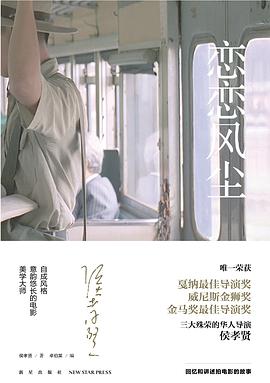 恋恋风尘
唯一荣获
戛纳最佳导演奖
威尼斯金狮奖
金马奖最佳导演奖
三大殊荣的华人导演
侯孝贤
自成风格
意韵悠长的电影
美学大师
侯孝贤
侯孝贤 / 著 卓伯棠 / 编
新星出版社 NEW STAR PRESS
回忆和讲述拍电影的故事